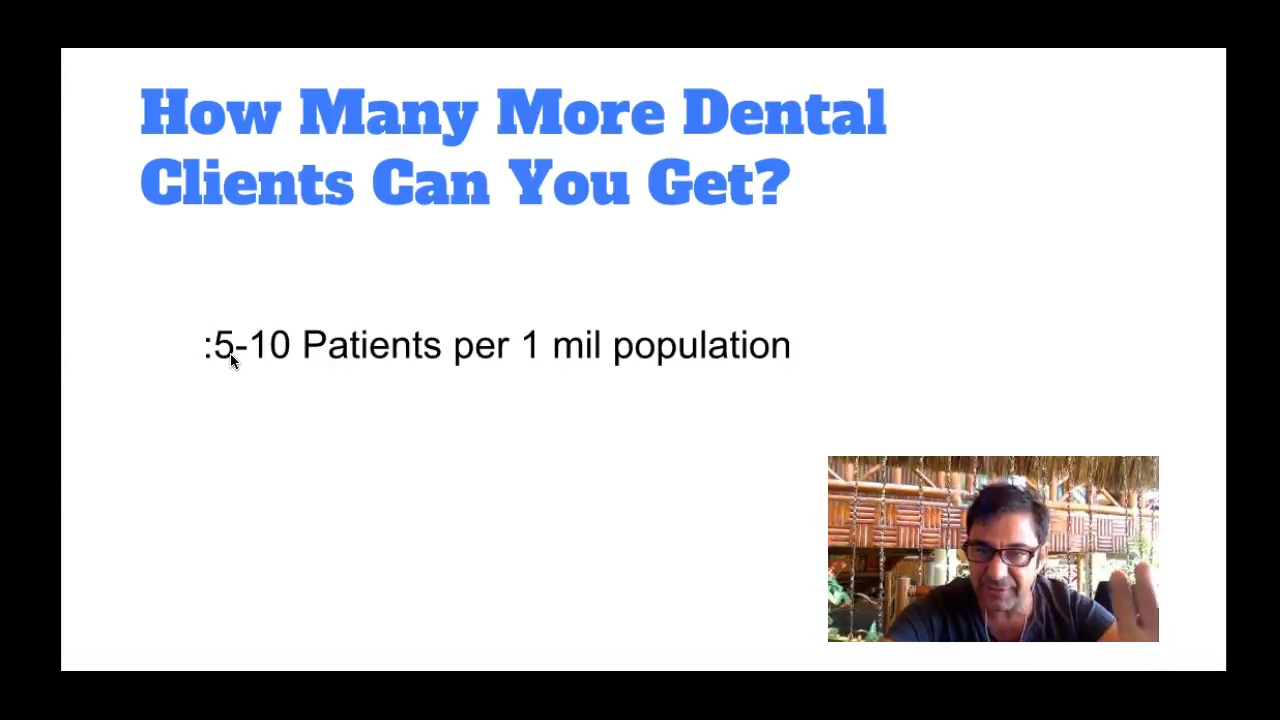 How Many More Dental
Clients Can You Get?
:5-10 Patients per 1 mil population